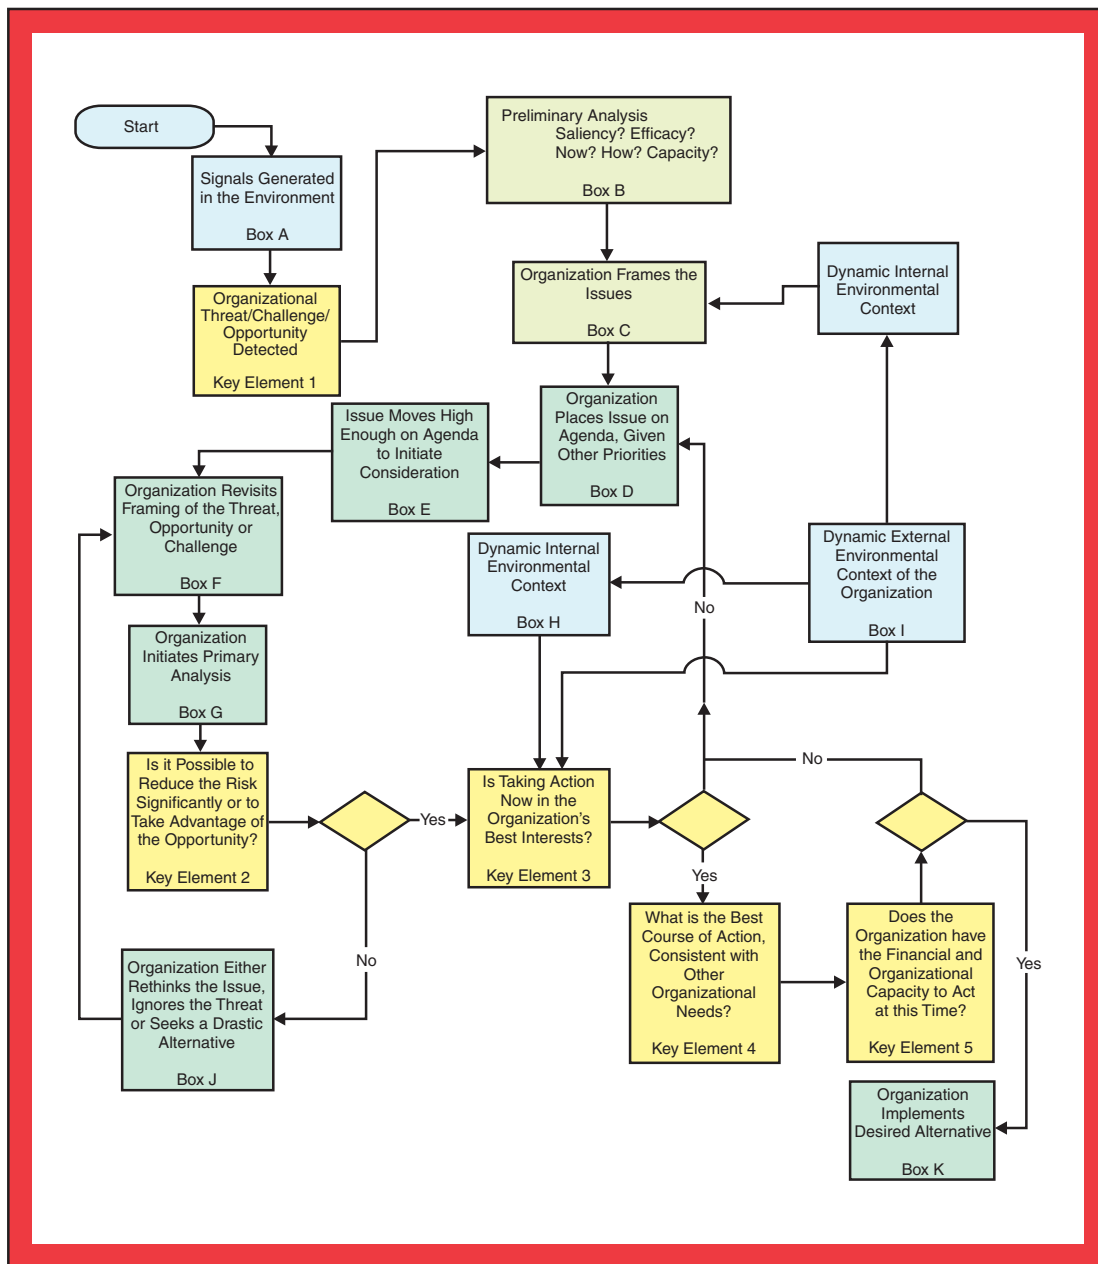 Start
Signals Generated
in the Environment
Box A
Organizational
Threat/Challenge/
Opportunity
Detected
Key Element 1
Preliminary Analysis
Saliency? Efficacy?
Now? How? Capacity?
Box B
Organization Frames the
Issues
Box C
Dynamic Internal
Environmental
Context
Organization
Places Issue on
Agenda, Given
Other Priorities
Box D
Issue Moves High
Enough on Agenda
to Initiate
Consideration
Box E
Organization Revisits
Framing of the Threat,
Opportunity or
Challenge
Box F
Dynamic Internal
Environmental
Context
Box H
No
Dynamic External
Environmental
Context of the
Organization
Box I
Organization
Initiates Primary
Analysis
Box G
Is it Possible to
Reduce the Risk
Significantly or to
Take Advantage of
the Opportunity?
Key Element 2
Yes
Is Taking Action
Now in the
Organization's
Best Interests?
Key Element 3
No
Yes
What is the Best
Course of Action,
Consistent with
Other
Organizational
Needs?
Key Element 4
Does the
Organization have
the Financial and
Organizational
Capacity to Act
at this Time?
Key Element 5
Yes
No
Organization Either
Rethinks the Issue,
Ignores the Threat
or Seeks a Drastic
Alternative
Box J
Organization
Implements
Desired Alternative
Box K